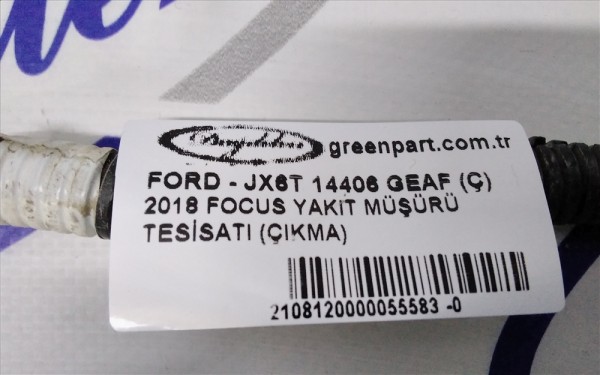 greenpart.com.tr
FORD - JX6T 14406 GEAF (Ç)
2018 FOCUS YAKIT MÜŞÜRÜ
TESİSATI (ÇIKMA)
2108120000055583 -0